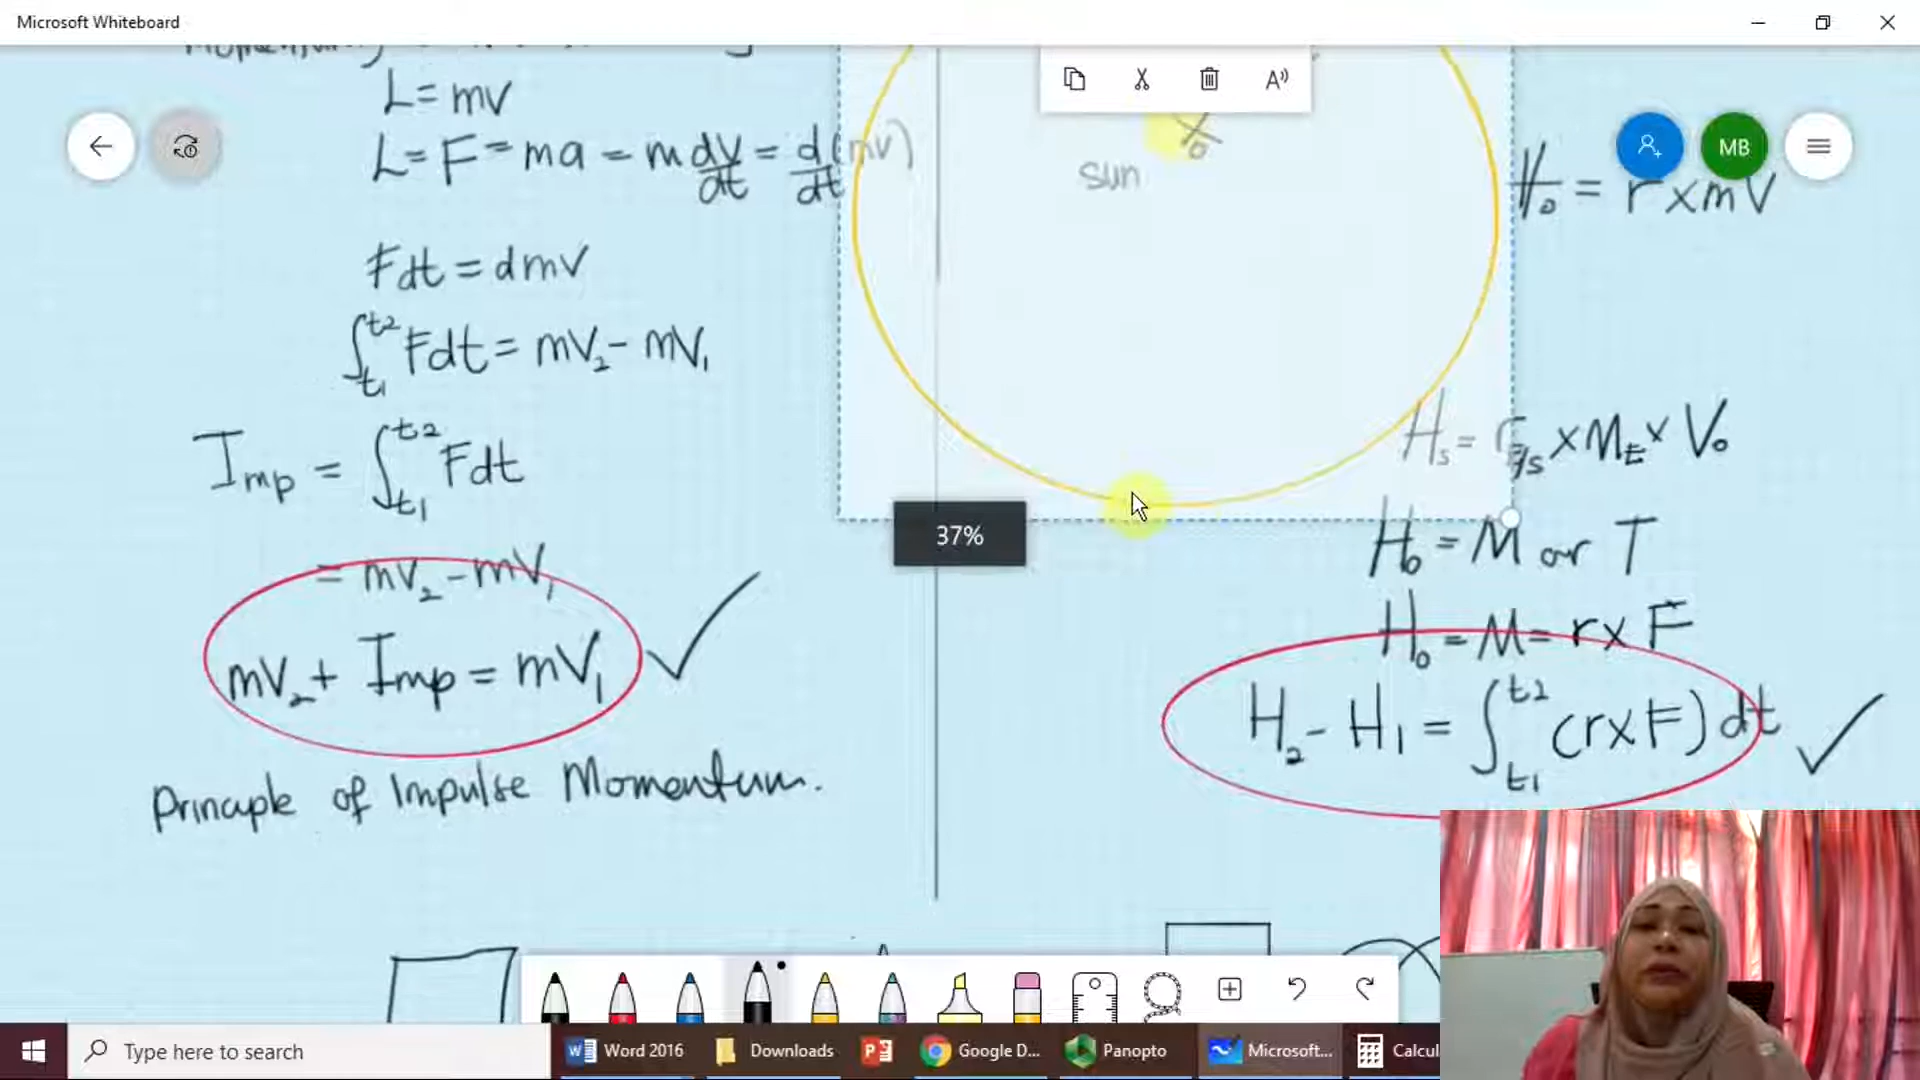 Microsoft Whiteboard
L = mv
L = F = ma = m dv/dt = d(mv)/dt
Fdt = dmv
∫t1^t2 Fdt = mV₂ - mV₁
Imp = ∫t1^t2 Fdt
= mV₂ - mV₁
mV₂ + Imp = mV₁ ✓
Principle of Impulse Momentum.
sun
37%
MB
H₀ = r x mV
Hₛ = r E/S x M_E x V₀
H₀ = M or T
H₀ = M = r x F
H₂ - H₁ = ∫t1^t2 (r x F) dt ✓
Type here to search
Word 2016
Downloads
Google D...
Panopto
Microsoft...
Calcul